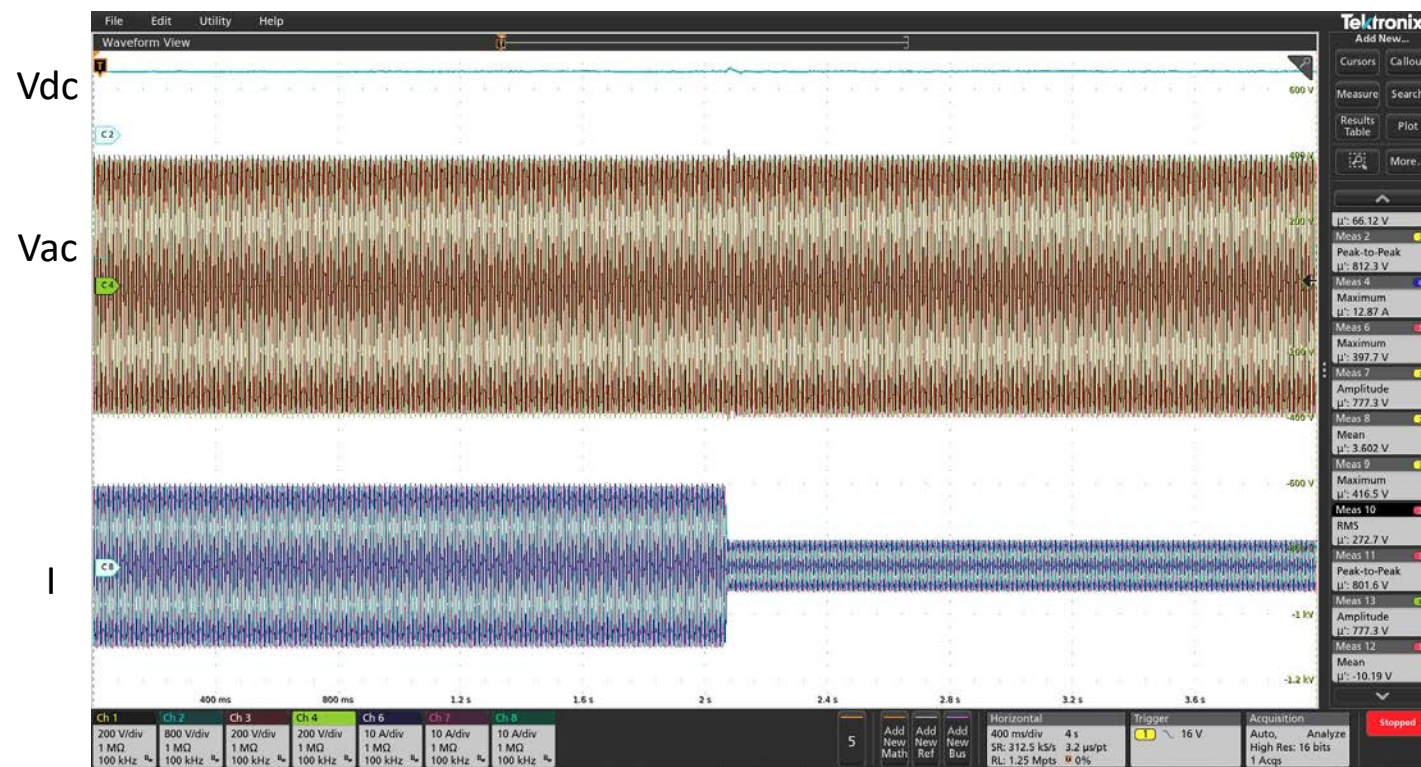 File Edit Utility Help
Tektronix
Waveform View
Add New...
Vdc
T
600 V
C 2
Cursors
Callou
Measure
Search
Results
Table
Plot
More..
400 V
Vac
200 V
C 4
-200 V
-400 V
µ': 66.12 V
Meas 2
Peak-to-Peak
µ': 812.3 V
Meas 4
Maximum
µ': 12.87 A
Meas 6
Maximum
µ': 397.7 V
Meas 7
Amplitude
µ': 777.3 V
Meas 8
Mean
µ': 3.602 V
Meas 9
Maximum
µ': 416.5 V
Meas 10
RMS
µ': 272.7 V
Meas 11
Peak-to-Peak
µ': 801.6 V
Meas 13
Amplitude
µ': 777.3 V
Meas 12
Mean
µ': -10.19 V
-600 V
I
C 8
-1 kV
-1.2 kV
400 ms 800 ms 1.2 s 1.6 s 2 s 2.4 s 2.8 s 3.2 s 3.6 s
Ch 1
200 V/div
1 MΩ
100 kHz
Ch 2
800 V/div
1 MΩ
100 kHz
Ch 3
200 V/div
1 MΩ
100 kHz
Ch 4
200 V/div
1 MΩ
100 kHz
Ch 6
10 A/div
1 MΩ
100 kHz
Ch 7
10 A/div
1 MΩ
100 kHz
Ch 8
10 A/div
1 MΩ
100 kHz
5
Add
New
Math
Add
New
Ref
Add
New
Bus
Horizontal
400 ms/div 4 s
SR: 312.5 kS/s 3.2 µs/pt
RL: 1.25 Mpts 0%
Trigger
1 16 V
Acquisition
Auto, Analyze
High Res: 16 bits
1 Acqs
Stopped